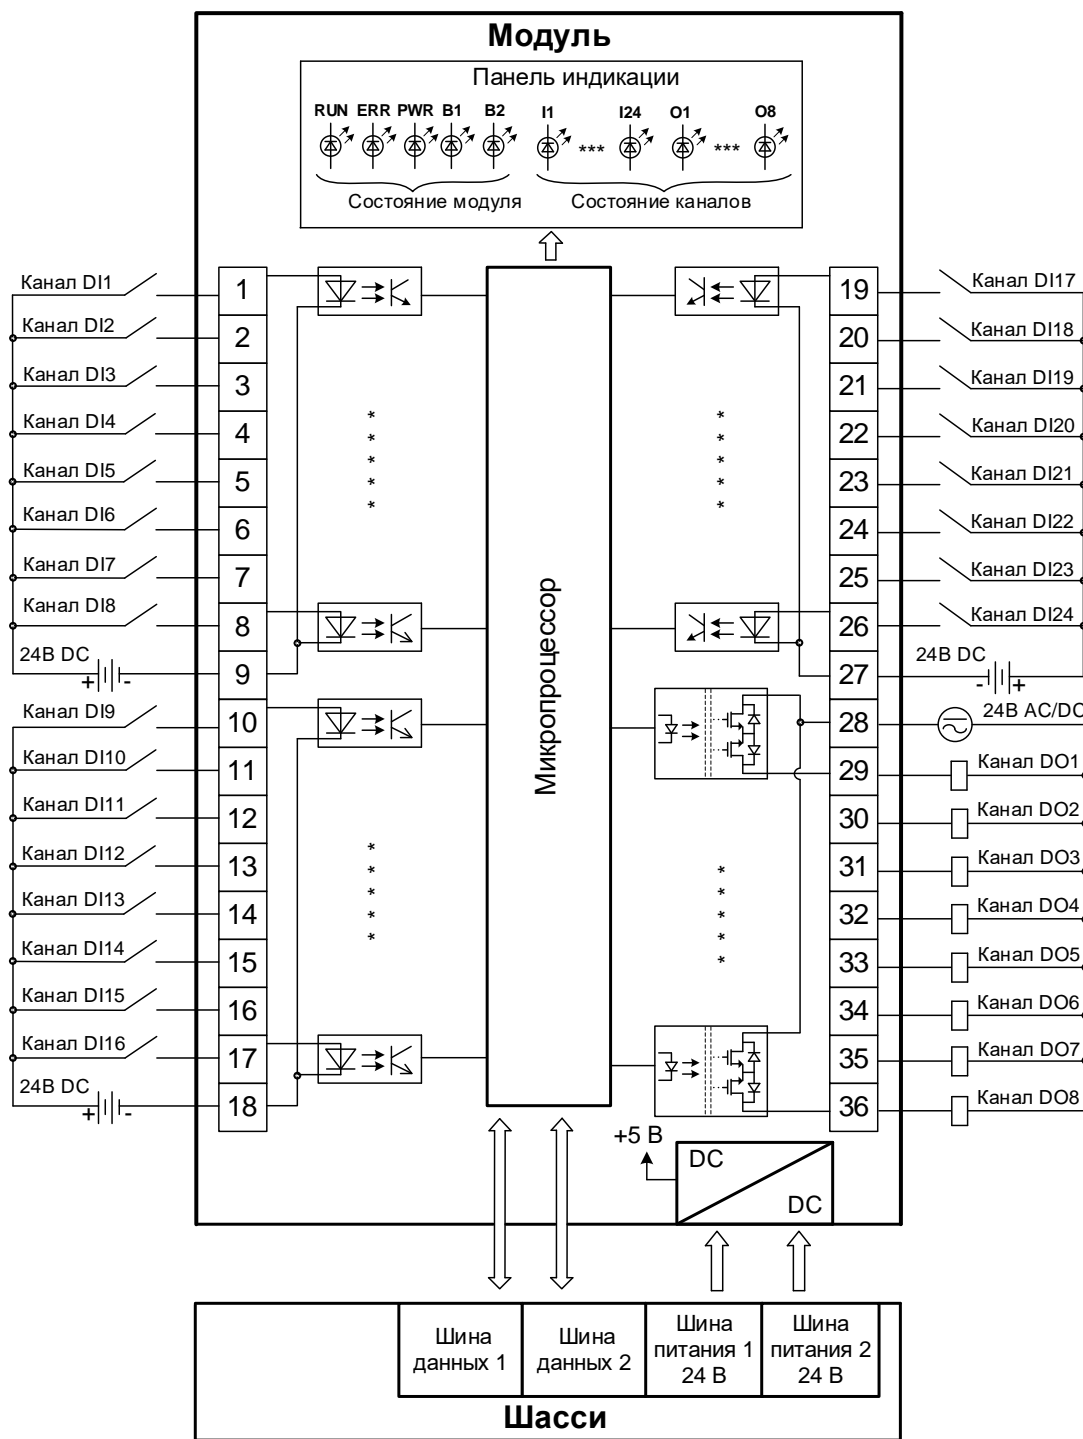 Модуль
Панель индикации
RUN ERR PWR B1 B2 I1 I24 O1 O8
*** ***
Состояние модуля Состояние каналов
Канал DI1 1 19 Канал DI17
Канал DI2 2 20 Канал DI18
Канал DI3 3 21 Канал DI19
Канал DI4 4 22 Канал DI20
Канал DI5 5 23 Канал DI21
Канал DI6 6 24 Канал DI22
Канал DI7 7 25 Канал DI23
Канал DI8 8 26 Канал DI24
24В DC + - 9 27 24В DC - +
Канал DI9 10 28 24В AC/DC
Канал DI10 11 29 Канал DO1
Канал DI11 12 30 Канал DO2
Канал DI12 13 31 Канал DO3
Канал DI13 14 32 Канал DO4
Канал DI14 15 33 Канал DO5
Канал DI15 16 34 Канал DO6
Канал DI16 17 35 Канал DO7
24В DC + - 18 36 Канал DO8
* * * * *
* * * * *
* * * * *
* * * * *
Микропроцессор
+5 В
DC
DC
Шина данных 1
Шина данных 2
Шина питания 1 24 В
Шина питания 2 24 В
Шасси